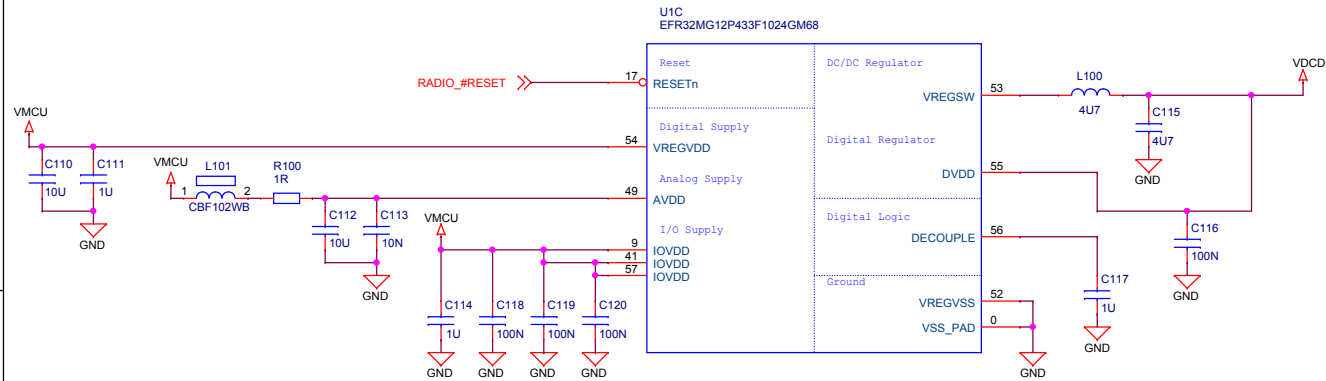 U1C
EFR32MG12P433F1024GM68
Reset
DC/DC Regulator
RADIO_#RESET
17
RESETn
VREGSW
53
L100
4U7
VDCD
C115
4U7
GND
VMCU
Digital Supply
54
VREGVDD
Digital Regulator
C110
10U
C111
1U
GND
VMCU
L101
1
2
CBF102WB
R100
1R
Analog Supply
49
AVDD
DVDD
55
C112
10U
C113
10N
GND
VMCU
I/O Supply
9
IOVDD
41
IOVDD
57
IOVDD
Digital Logic
DECOUPLE
56
C116
100N
GND
C114
1U
C118
100N
C119
100N
C120
100N
GND
GND
GND
GND
Ground
VREGVSS
52
VSS_PAD
0
GND
C117
1U
GND